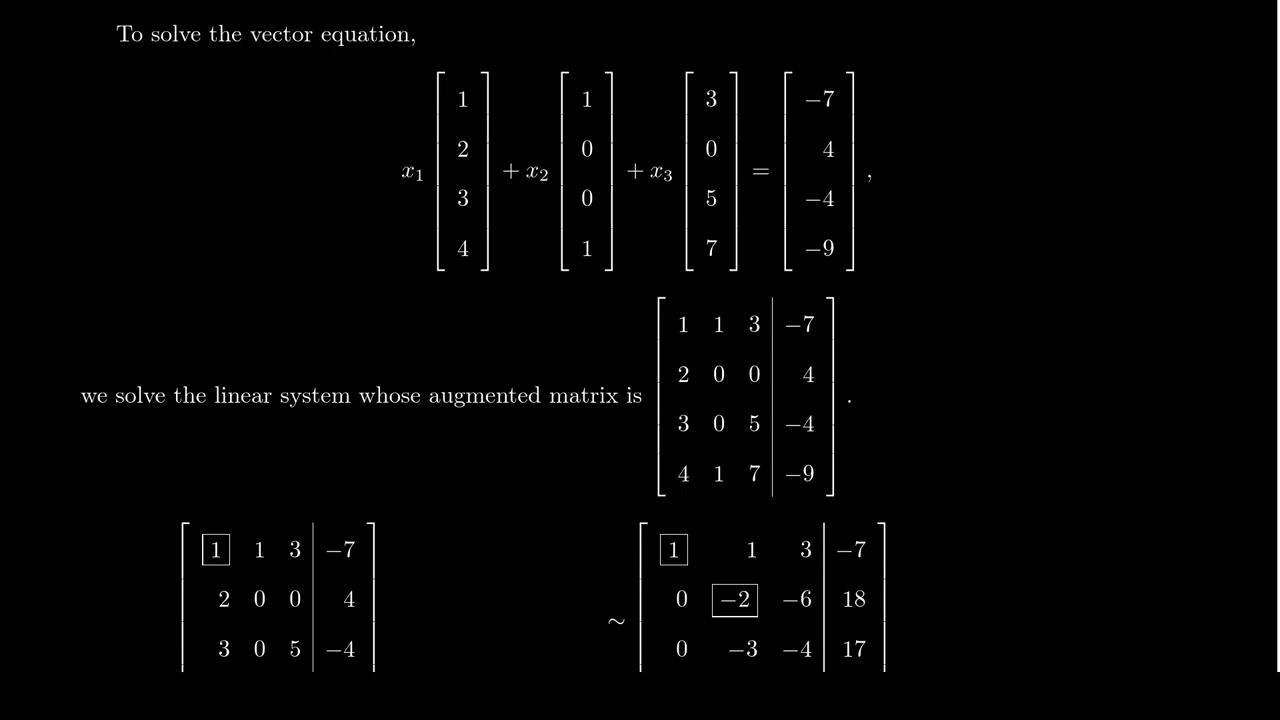 To solve the vector equation,
x₁ [1; 2; 3; 4] + x₂ [1; 0; 0; 1] + x₃ [3; 0; 5; 7] = [−7; 4; −4; −9],
we solve the linear system whose augmented matrix is [1 1 3 | −7; 2 0 0 | 4; 3 0 5 | −4; 4 1 7 | −9].
[1 1 3 | −7 ∼ [1 1 3 | −7
2 0 0 | 4 0 −2 −6 | 18
3 0 5 | −4] 0 −3 −4 | 17]